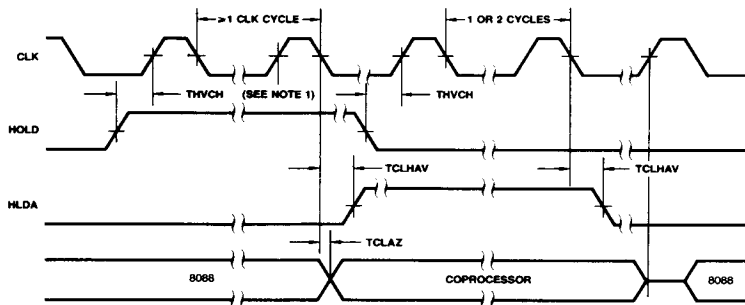 ≥1 CLK CYCLE
1 OR 2 CYCLES
CLK
THVCH (SEE NOTE 1)
THVCH
HOLD
TCLHAV
TCLHAV
HLDA
TCLAZ
8088
COPROCESSOR
8088